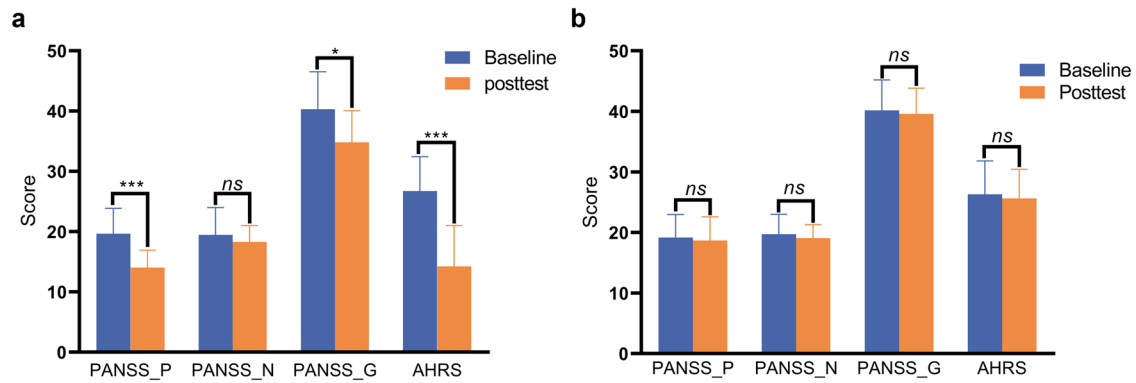 a
Score
50
40
30
20
10
0
Baseline
posttest
***
ns
*
***
PANSS_P
PANSS_N
PANSS_G
AHRS
b
Score
50
40
30
20
10
0
Baseline
Posttest
ns
ns
ns
ns
PANSS_P
PANSS_N
PANSS_G
AHRS